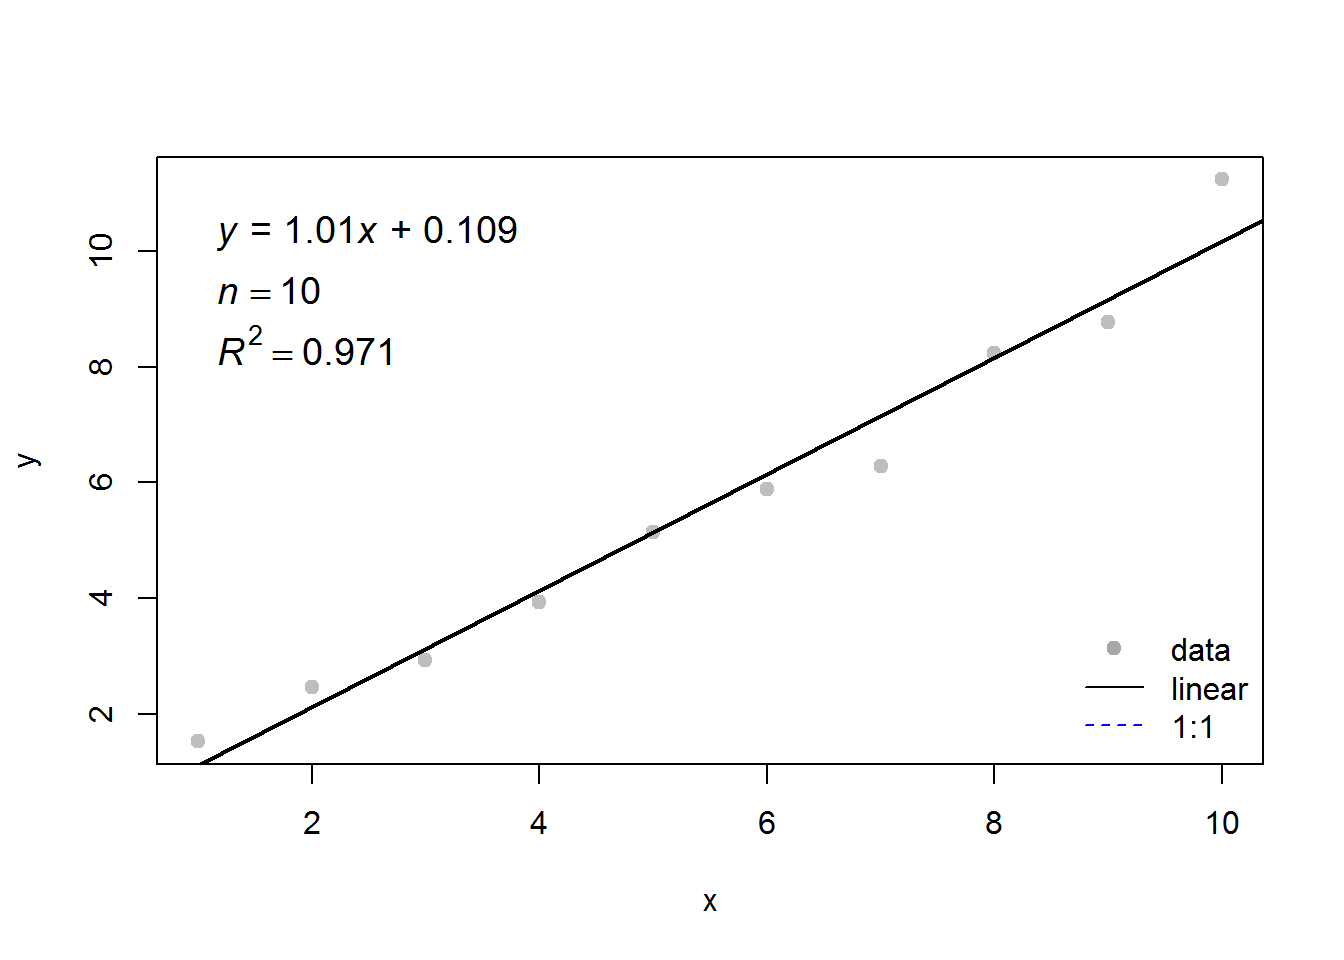 y = 1.01x + 0.109
n = 10
R² = 0.971
10
8
6
4
2
y
data
linear
1:1
2 4 6 8 10
x